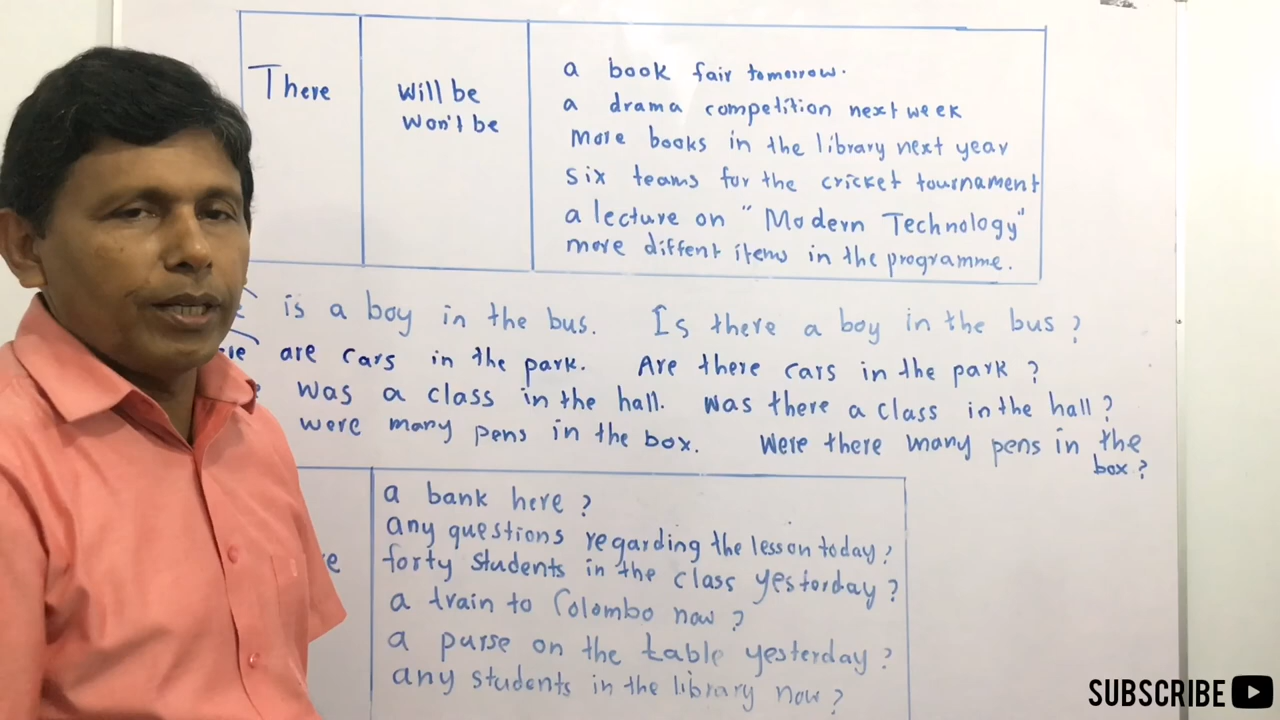 There
Will be
won't be
a book fair tomorrow.
a drama competition next week
More books in the library next year
six teams for the cricket tournament
a lecture on "Modern Technology"
more diffent items in the programme.
is a boy in the bus. Is there a boy in the bus ?
are cars in the park. Are there cars in the park ?
was a class in the hall. Was there a class in the hall ?
were many pens in the box. Were there many pens in the
box ?
a bank here ?
any questions regarding the lesson today ?
forty students in the class yesterday ?
a train to Colombo now ?
a purse on the table yesterday ?
any students in the library now ?
SUBSCRIBE